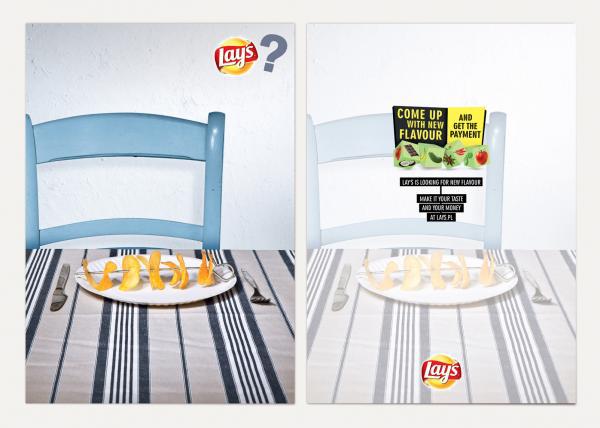 Lay's ?
COME UP
WITH NEW
FLAVOUR
AND
GET THE
PAYMENT
LAY'S IS LOOKING FOR NEW FLAVOUR
MAKE IT YOUR TASTE
AND YOUR MONEY
AT LAYS.PL
Lay's